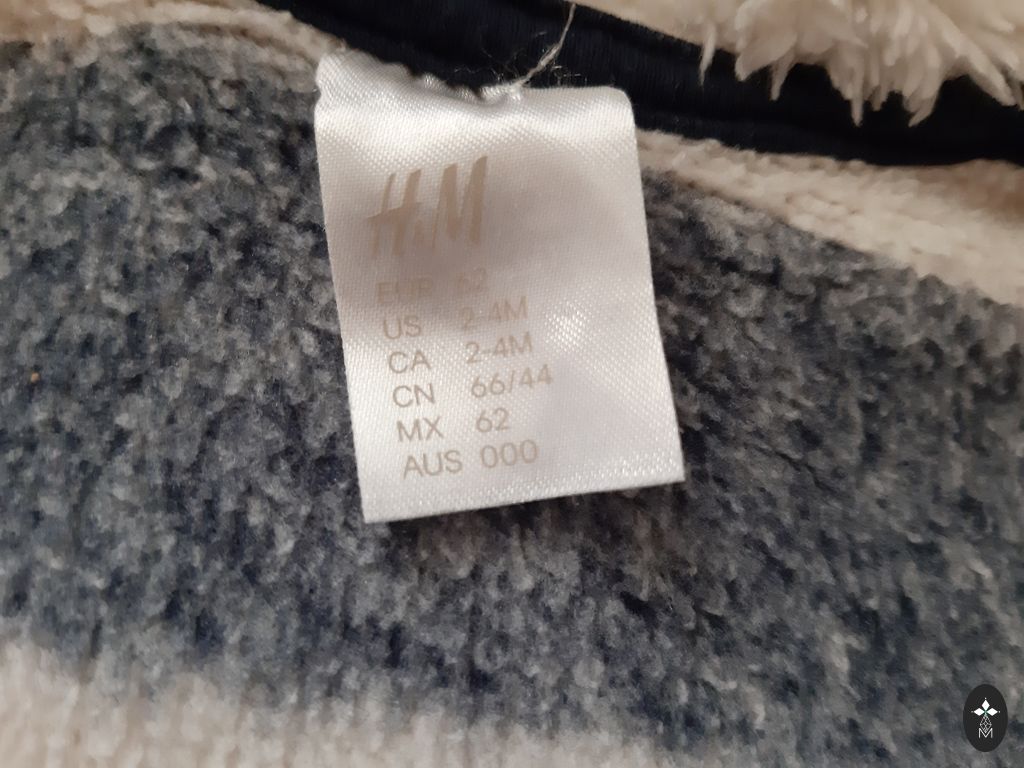 H&M
EUR 62
US 2-4M
CA 2-4M
CN 66/44
MX 62
AUS 000
M